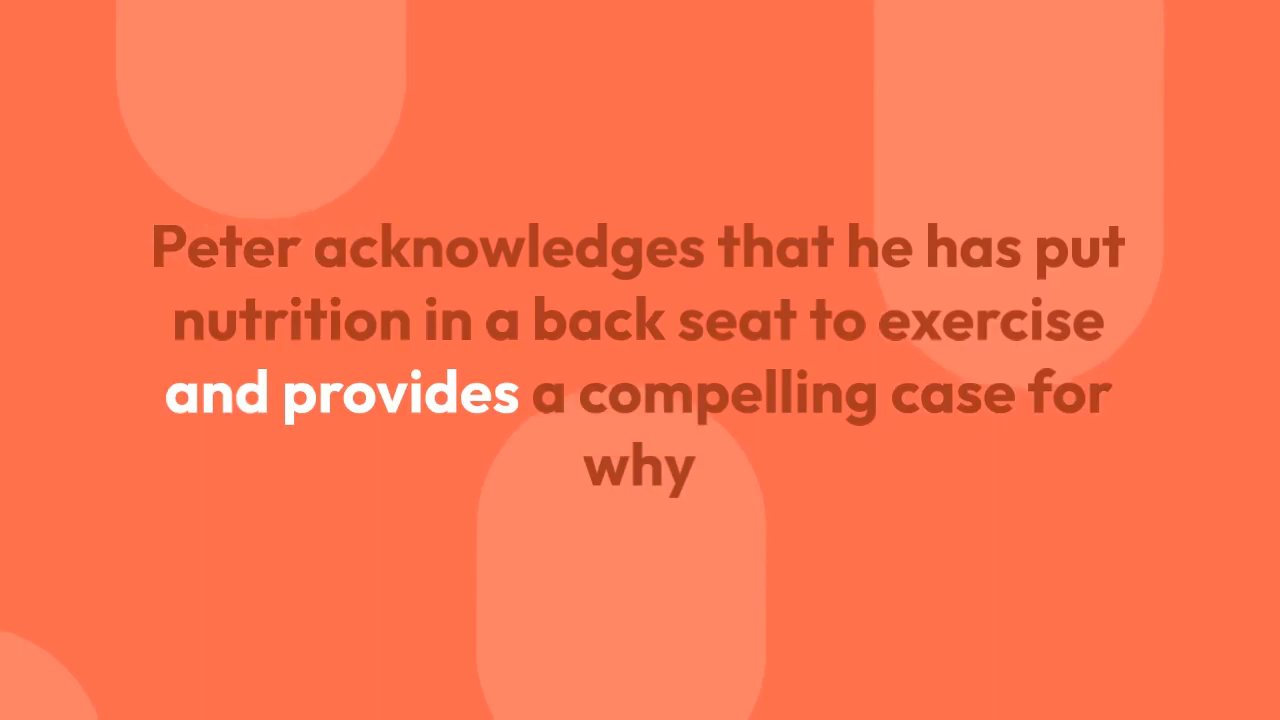 Peter acknowledges that he has put
nutrition in a back seat to exercise
and provides a compelling case for
why